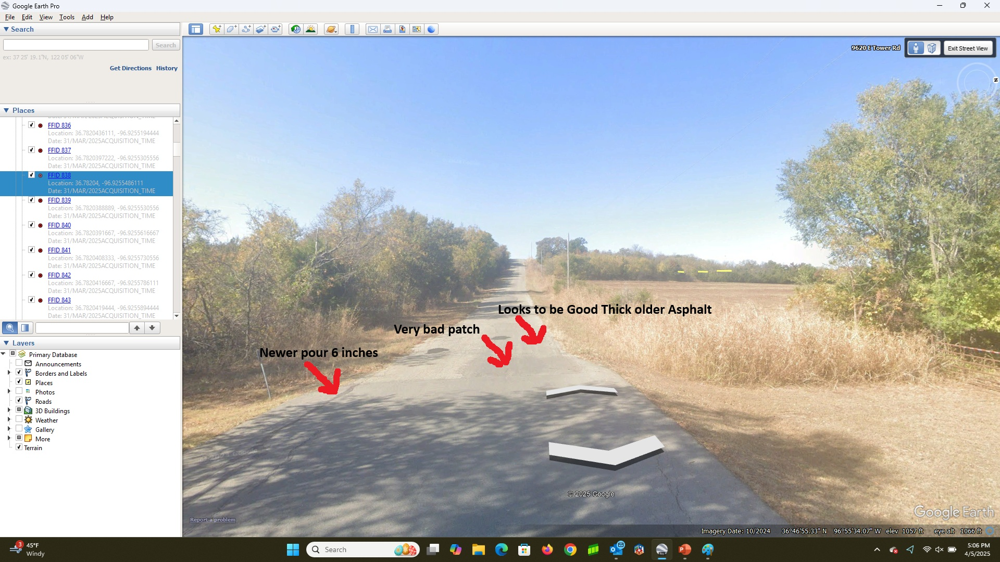 Google Earth Pro
File Edit View Tools Add Help
Search
Search
ex: 37 25' 19.1"N, 122 05' 06"W
Get Directions History
Places
FFID 836
Location: 36.7820436111, -96.9255194444
Date: 31/MAR/2025ACQUISITION_TIME
FFID 837
Location: 36.7820397222, -96.9255305556
Date: 31/MAR/2025ACQUISITION_TIME
FFID 838
Location: 36.78204, -96.9255486111
Date: 31/MAR/2025ACQUISITION_TIME
FFID 839
Location: 36.7820388889, -96.9255530556
Date: 31/MAR/2025ACQUISITION_TIME
FFID 840
Location: 36.7820391667, -96.9255616667
Date: 31/MAR/2025ACQUISITION_TIME
FFID 841
Location: 36.7820408333, -96.9255730556
Date: 31/MAR/2025ACQUISITION_TIME
FFID 842
Location: 36.7820416667, -96.9255786111
Date: 31/MAR/2025ACQUISITION_TIME
FFID 843
Location: 36.7820419444, -96.9255894444
Date: 31/MAR/2025ACQUISITION_TIME
Layers
Primary Database
Announcements
Borders and Labels
Places
Photos
Roads
3D Buildings
Weather
Gallery
More
Terrain
9620 E Tower Rd
Exit Street View
N
Looks to be Good Thick older Asphalt
Very bad patch
Newer pour 6 inches
© 2025 Google
Report a problem
Google Earth
Imagery Date: 10/2024 36°46'55.33" N 96°55'34.07" W elev 1057 ft eye alt 1066 ft
3
45°F
Windy
Search
5:06 PM
4/5/2025